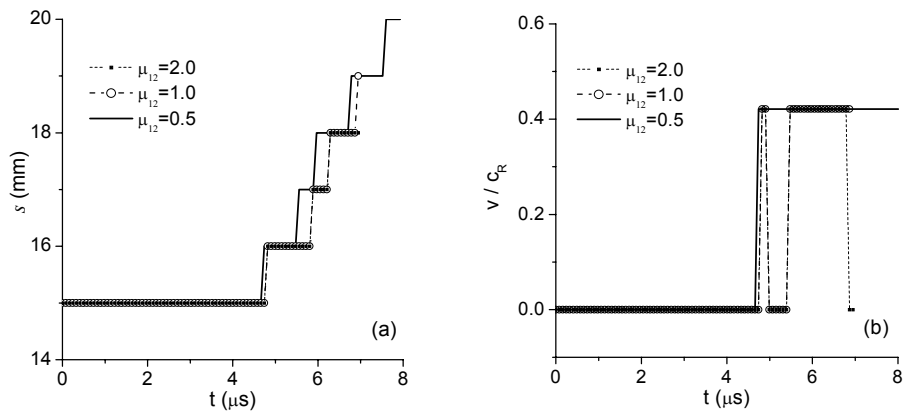 20
18
16
14
s (mm)
μ₁₂=2.0
μ₁₂=1.0
μ₁₂=0.5
(a)
0 2 4 6 8
t (μs)
0.6
0.4
0.2
0.0
v / c_R
μ₁₂=2.0
μ₁₂=1.0
μ₁₂=0.5
(b)
0 2 4 6 8
t (μs)